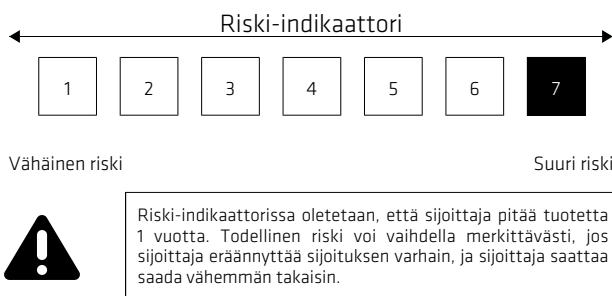 Riski-indikaattori
1 2 3 4 5 6 7
Vähäinen riski Suuri riski
Riski-indikaattorissa oletetaan, että sijoittaja pitää tuotetta
1 vuotta. Todellinen riski voi vaihdella merkittävästi, jos
sijoittaja eräännyttää sijoituksen varhain, ja sijoittaja saattaa
saada vähemmän takaisin.